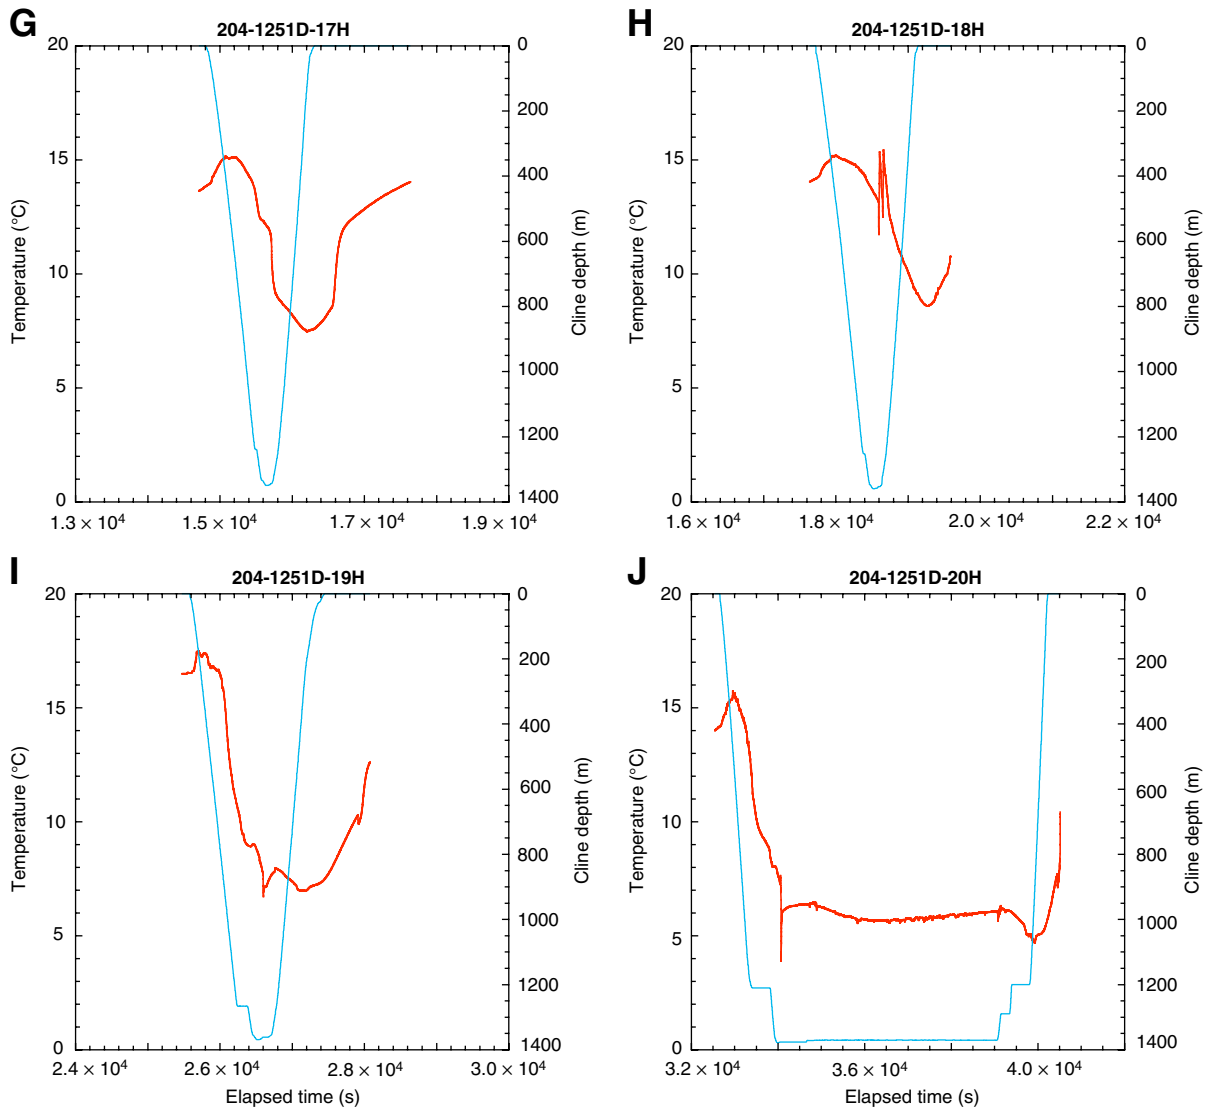 G
204-1251D-17H
20
15
10
5
0
Temperature (°C)
0
200
400
600
800
1000
1200
1400
Cline depth (m)
1.3 × 10⁴
1.5 × 10⁴
1.7 × 10⁴
1.9 × 10⁴
H
204-1251D-18H
20
15
10
5
0
Temperature (°C)
0
200
400
600
800
1000
1200
1400
Cline depth (m)
1.6 × 10⁴
1.8 × 10⁴
2.0 × 10⁴
2.2 × 10⁴
I
204-1251D-19H
20
15
10
5
0
Temperature (°C)
0
200
400
600
800
1000
1200
1400
Cline depth (m)
2.4 × 10⁴
2.6 × 10⁴
2.8 × 10⁴
3.0 × 10⁴
Elapsed time (s)
J
204-1251D-20H
20
15
10
5
0
Temperature (°C)
0
200
400
600
800
1000
1200
1400
Cline depth (m)
3.2 × 10⁴
3.6 × 10⁴
4.0 × 10⁴
Elapsed time (s)